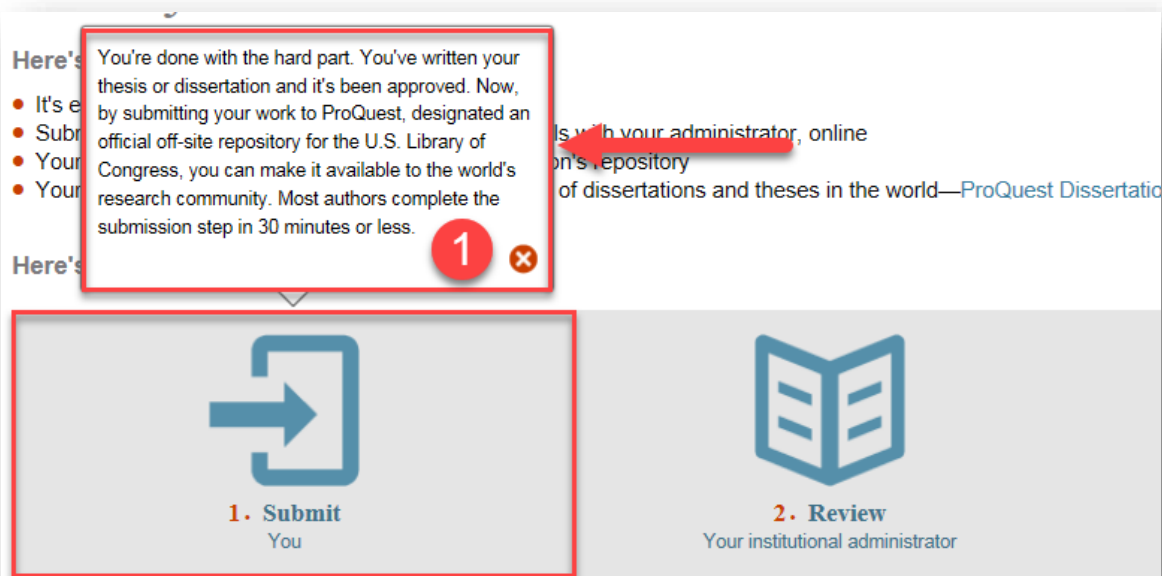 Here's
You're done with the hard part. You've written your
thesis or dissertation and it's been approved. Now,
by submitting your work to ProQuest, designated an
official off-site repository for the U.S. Library of
Congress, you can make it available to the world's
research community. Most authors complete the
submission step in 30 minutes or less.
1
• It's
• with your administrator, online
• Your repository
• Your of dissertations and theses in the world—ProQuest
Here's
1. Submit
You
2. Review
Your institutional administrator